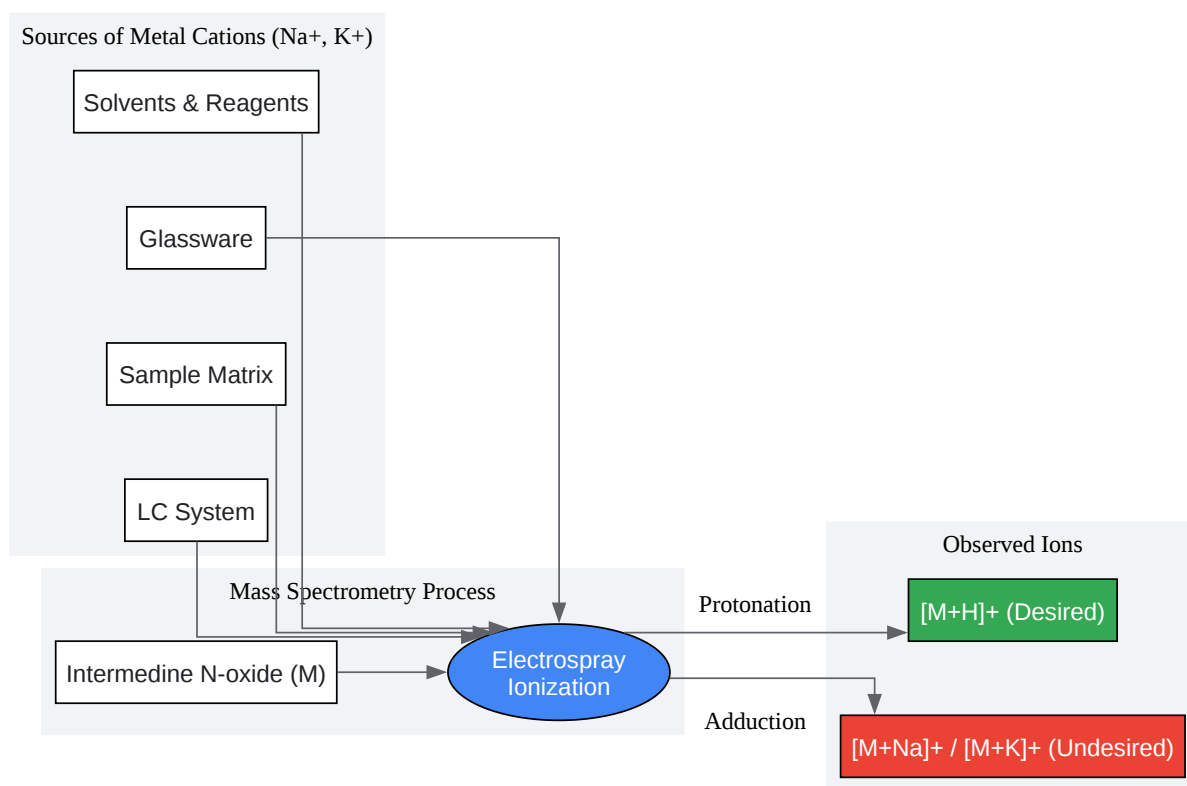 Sources of Metal Cations (Na+, K+)
Solvents & Reagents
Glassware
Sample Matrix
LC System
Mass Spectrometry Process
Intermedine N-oxide (M)
Electrospray
Ionization
Protonation
Adduction
Observed Ions
[M+H]+ (Desired)
[M+Na]+ / [M+K]+ (Undesired)